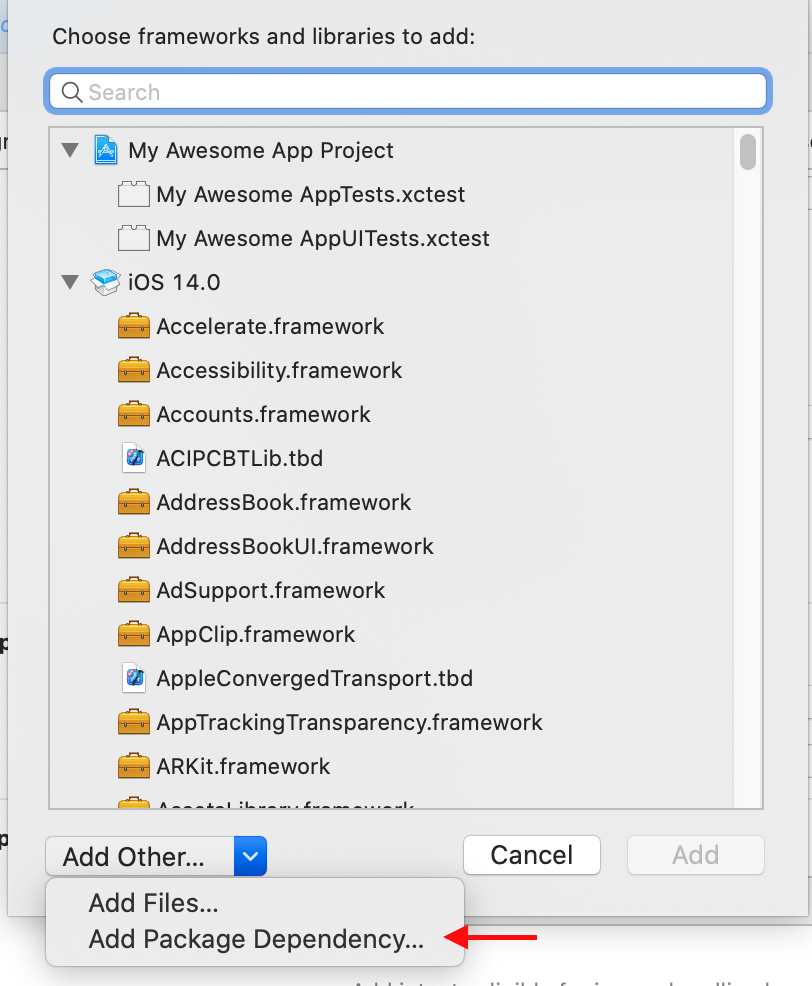 Choose frameworks and libraries to add:
Search
My Awesome App Project
My Awesome AppTests.xctest
My Awesome AppUITests.xctest
iOS 14.0
Accelerate.framework
Accessibility.framework
Accounts.framework
ACIPCBTLib.tbd
AddressBook.framework
AddressBookUI.framework
AdSupport.framework
AppClip.framework
AppleConvergedTransport.tbd
AppTrackingTransparency.framework
ARKit.framework
AssetsLibrary.framework
Add Other...
Cancel
Add
Add Files...
Add Package Dependency...